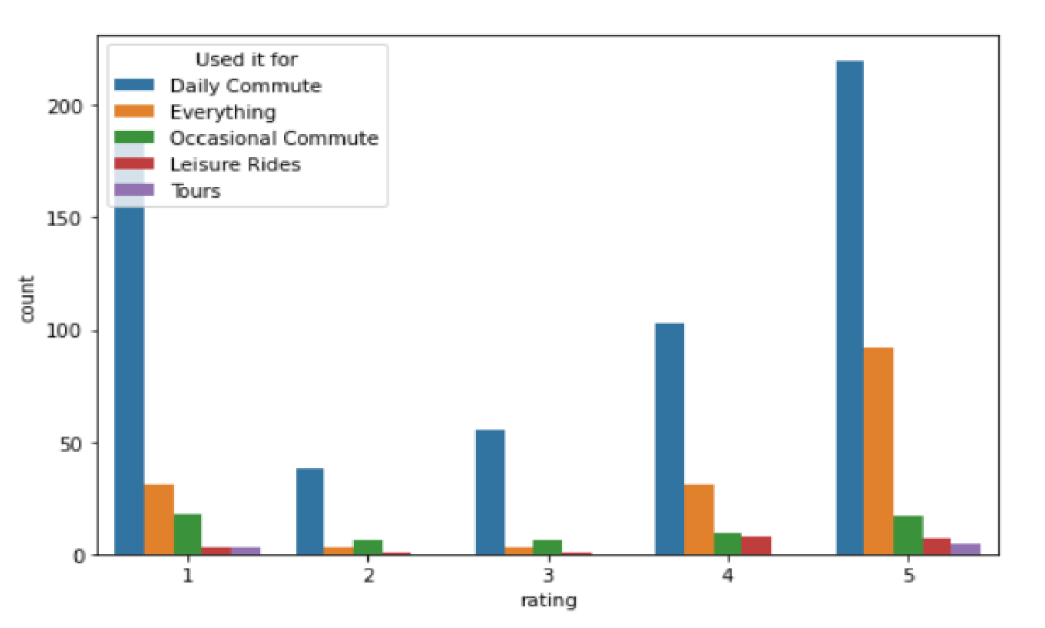 Used it for
Daily Commute
Everything
Occasional Commute
Leisure Rides
Tours
200
150
100
50
0
count
1 2 3 4 5
rating